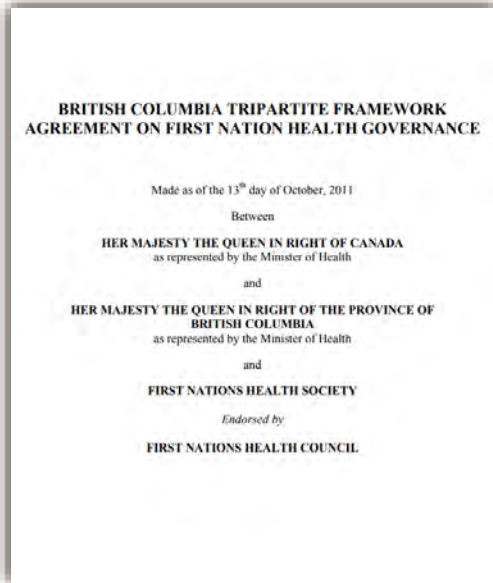 BRITISH COLUMBIA TRIPARTITE FRAMEWORK
AGREEMENT ON FIRST NATION HEALTH GOVERNANCE
Made as of the 13th day of October, 2011
Between
HER MAJESTY THE QUEEN IN RIGHT OF CANADA
as represented by the Minister of Health
and
HER MAJESTY THE QUEEN IN RIGHT OF THE PROVINCE OF
BRITISH COLUMBIA
as represented by the Minister of Health
and
FIRST NATIONS HEALTH SOCIETY
Endorsed by
FIRST NATIONS HEALTH COUNCIL